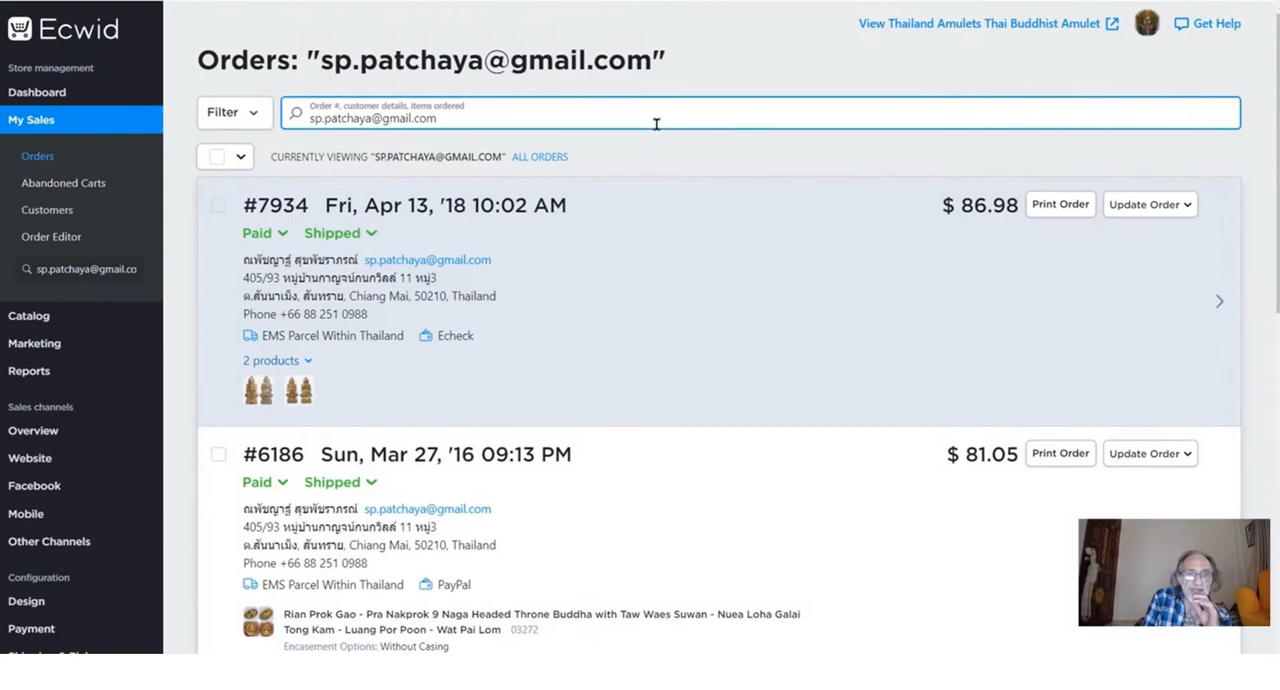 Ecwid
Store management
Dashboard
My Sales
Orders
Abandoned Carts
Customers
Order Editor
sp.patchaya@gmail.co
Catalog
Marketing
Reports
Sales channels
Overview
Website
Facebook
Mobile
Other Channels
Configuration
Design
Payment
View Thailand Amulets Thai Buddhist Amulet
Get Help
Orders: "sp.patchaya@gmail.com"
Filter
Order #, customer details, items ordered
sp.patchaya@gmail.com
CURRENTLY VIEWING "SP.PATCHAYA@GMAIL.COM" ALL ORDERS
#7934 Fri, Apr 13, '18 10:02 AM $ 86.98 Print Order Update Order
Paid Shipped
ณพัชญาฐ์ สุขพัชราภรณ์ sp.patchaya@gmail.com
405/93 หมู่บ้านกาญจน์กนกวิลล์ 11 หมู่3
ต.สันนาเม็ง, สันทราย, Chiang Mai, 50210, Thailand
Phone +66 88 251 0988
EMS Parcel Within Thailand Echeck
2 products
#6186 Sun, Mar 27, '16 09:13 PM $ 81.05 Print Order Update Order
Paid Shipped
ณพัชญาฐ์ สุขพัชราภรณ์ sp.patchaya@gmail.com
405/93 หมู่บ้านกาญจน์กนกวิลล์ 11 หมู่3
ต.สันนาเม็ง, สันทราย, Chiang Mai, 50210, Thailand
Phone +66 88 251 0988
EMS Parcel Within Thailand PayPal
Rian Prok Gao - Pra Nakprok 9 Naga Headed Throne Buddha with Taw Waes Suwan - Nuea Loha Galai
Tong Kam - Luang Por Poon - Wat Pai Lom 03272
Encasement Options: Without Casing